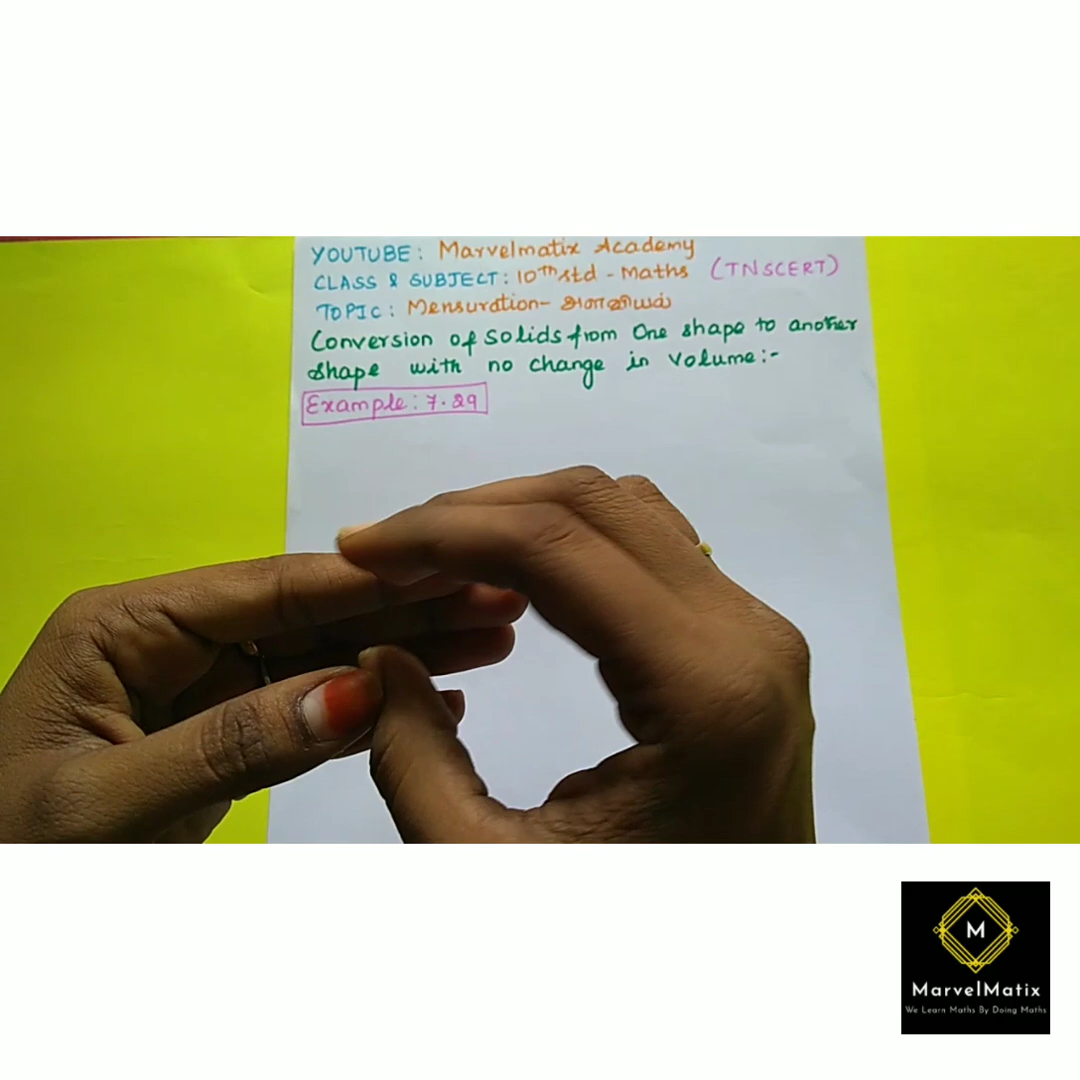 YOUTUBE: Marvelmatix Academy
CLASS & SUBJECT: 10th std - Maths (TNSCERT)
TOPIC: Mensuration- அளவியல்
Conversion of solids from One shape to another
shape with no change in volume:-
Example: 7.29
M
MarvelMatix
We Learn Maths By Doing Maths